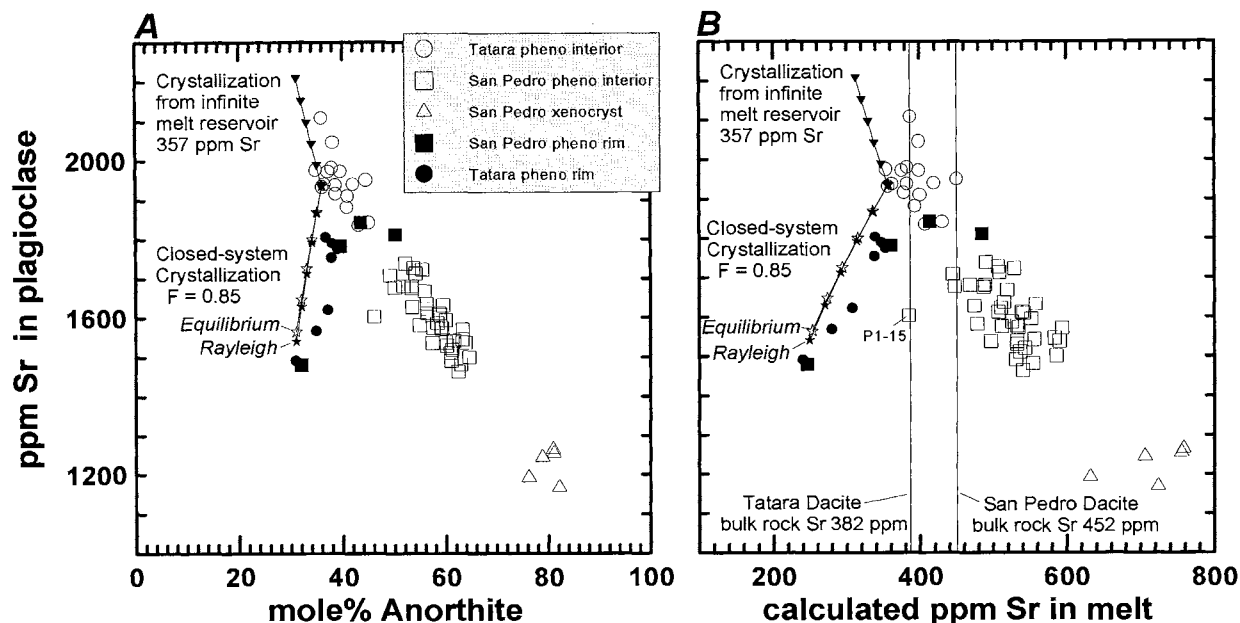 A
B
Tatara pheno interior
San Pedro pheno interior
San Pedro xenocryst
San Pedro pheno rim
Tatara pheno rim
Crystallization
from infinite
melt reservoir
357 ppm Sr
Closed-system
Crystallization
F = 0.85
Equilibrium
Rayleigh
ppm Sr in plagioclase
2000
1600
1200
0
20
40
60
80
100
mole% Anorthite
Crystallization
from infinite
melt reservoir
357 ppm Sr
Closed-system
Crystallization
F = 0.85
Equilibrium
Rayleigh
P1-15
Tatara Dacite
bulk rock Sr 382 ppm
San Pedro Dacite
bulk rock Sr 452 ppm
200
400
600
800
calculated ppm Sr in melt